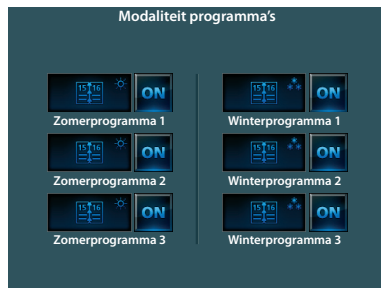 Modaliteit programma's
15 16 ON 15 16 ON
Zomerprogramma 1 Winterprogramma 1
15 16 ON 15 16 ON
Zomerprogramma 2 Winterprogramma 2
15 16 ON 15 16 ON
Zomerprogramma 3 Winterprogramma 3